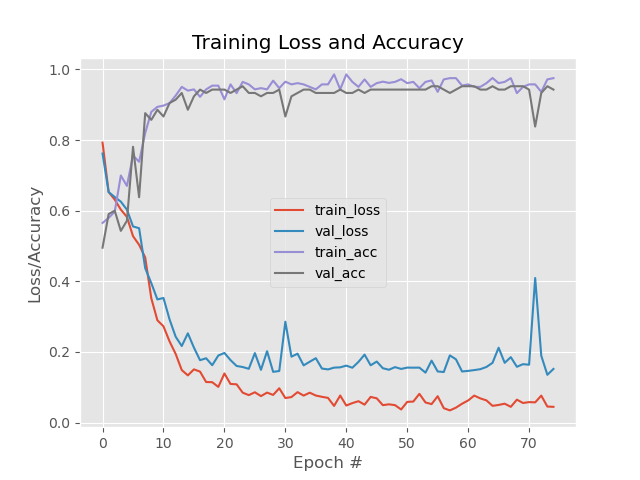 Training Loss and Accuracy
1.0
0.8
0.6
0.4
0.2
0.0
Loss/Accuracy
train_loss
val_loss
train_acc
val_acc
0 10 20 30 40 50 60 70
Epoch #